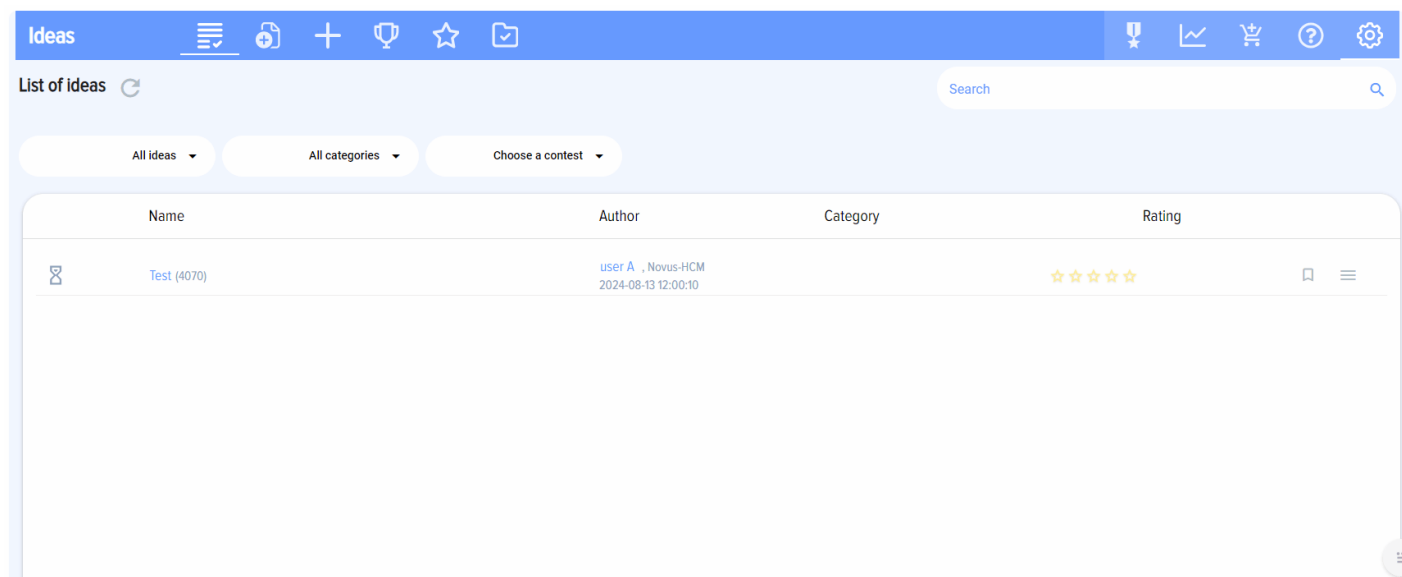 Ideas
List of ideas
Search
All ideas
All categories
Choose a contest
Name Author Category Rating
Test (4070)
user A , Novus-HCM
2024-08-13 12:00:10